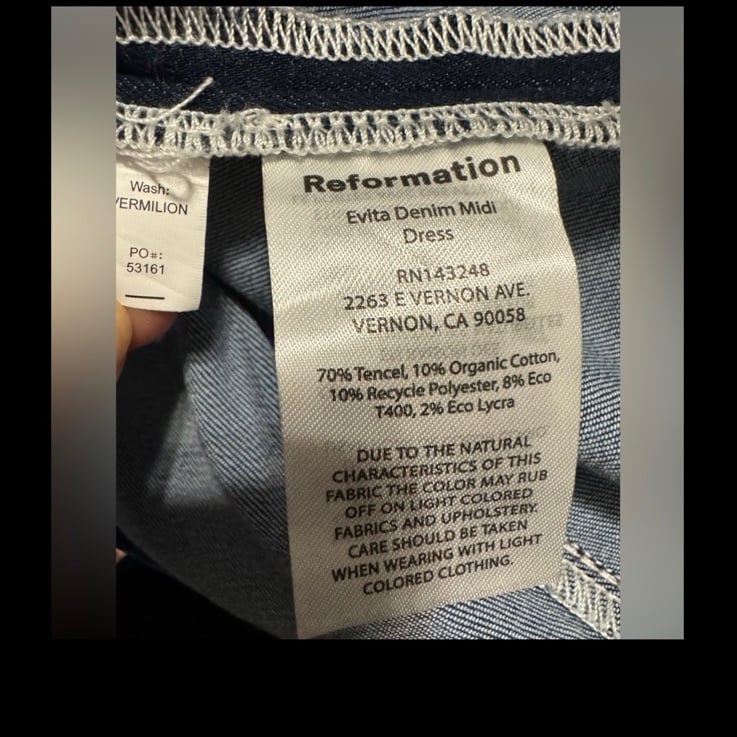 Wash:
VERMILION
PO#:
53161
Reformation
Evita Denim Midi
Dress
RN143248
2263 E VERNON AVE.
VERNON, CA 90058
70% Tencel, 10% Organic Cotton,
10% Recycle Polyester, 8% Eco
T400, 2% Eco Lycra
DUE TO THE NATURAL
CHARACTERISTICS OF THIS
FABRIC THE COLOR MAY RUB
OFF ON LIGHT COLORED
FABRICS AND UPHOLSTERY.
CARE SHOULD BE TAKEN
WHEN WEARING WITH LIGHT
COLORED CLOTHING.